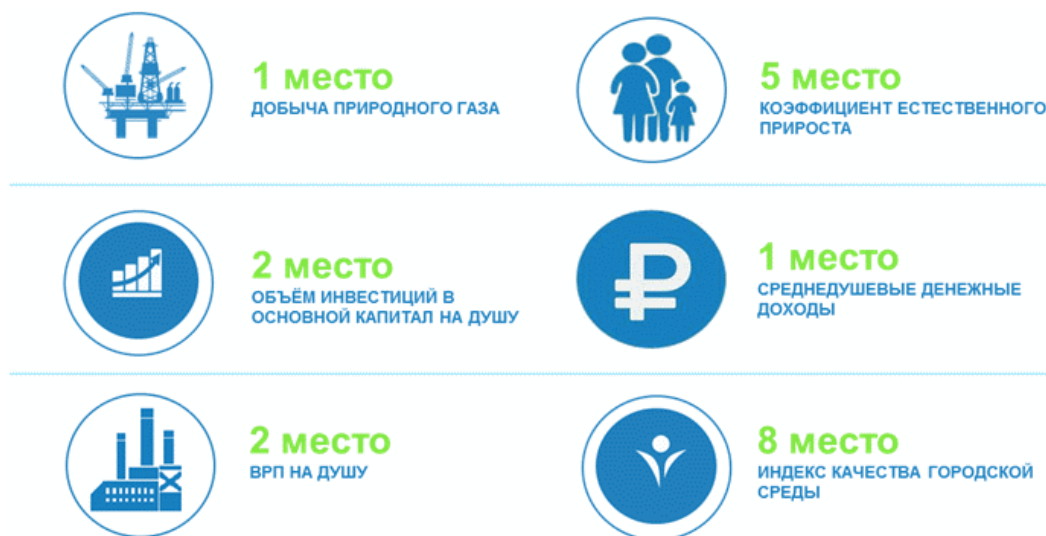 1 место
ДОБЫЧА ПРИРОДНОГО ГАЗА
5 место
КОЭФФИЦИЕНТ ЕСТЕСТВЕННОГО
ПРИРОСТА
2 место
ОБЪЁМ ИНВЕСТИЦИЙ В
ОСНОВНОЙ КАПИТАЛ НА ДУШУ
1 место
СРЕДНЕДУШЕВЫЕ ДЕНЕЖНЫЕ
ДОХОДЫ
2 место
ВРП НА ДУШУ
8 место
ИНДЕКС КАЧЕСТВА ГОРОДСКОЙ
СРЕДЫ